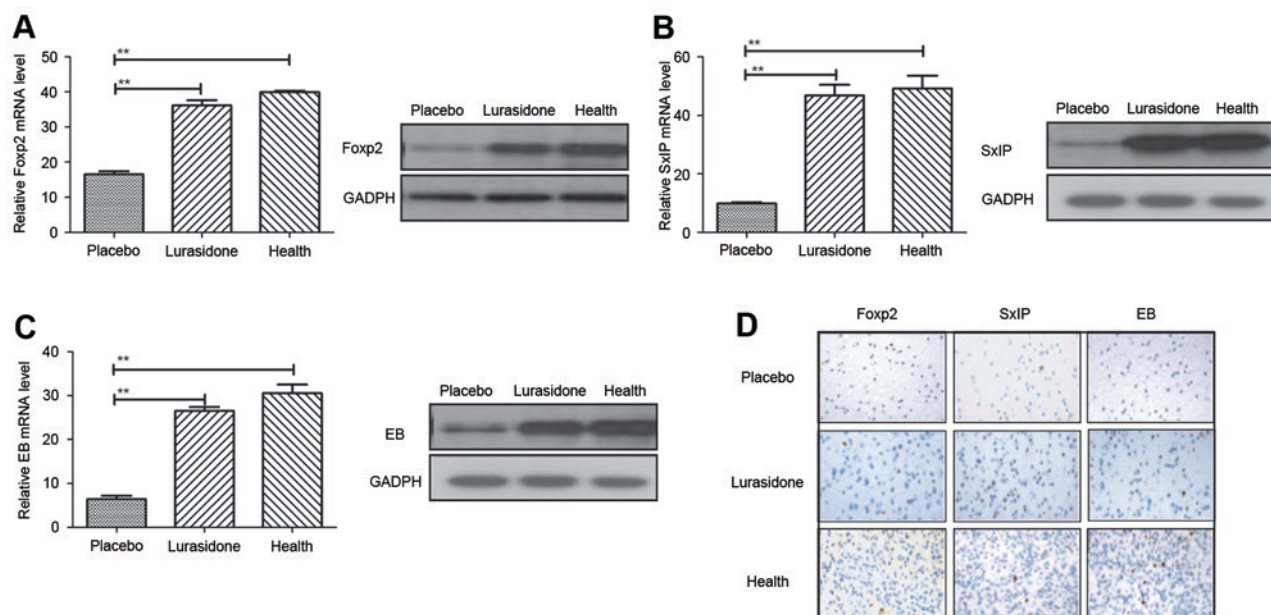 A
Relative Foxp2 mRNA level
50
40
30
20
10
0
**
**
Placebo Lurasidone Health
Placebo Lurasidone Health
Foxp2
GADPH
B
Relative SxIP mRNA level
60
40
20
0
**
**
Placebo Lurasidone Health
Placebo Lurasidone Health
SxIP
GADPH
C
Relative EB mRNA level
40
30
20
10
0
**
**
Placebo Lurasidone Health
Placebo Lurasidone Health
EB
GADPH
D
Foxp2 SxIP EB
Placebo
Lurasidone
Health